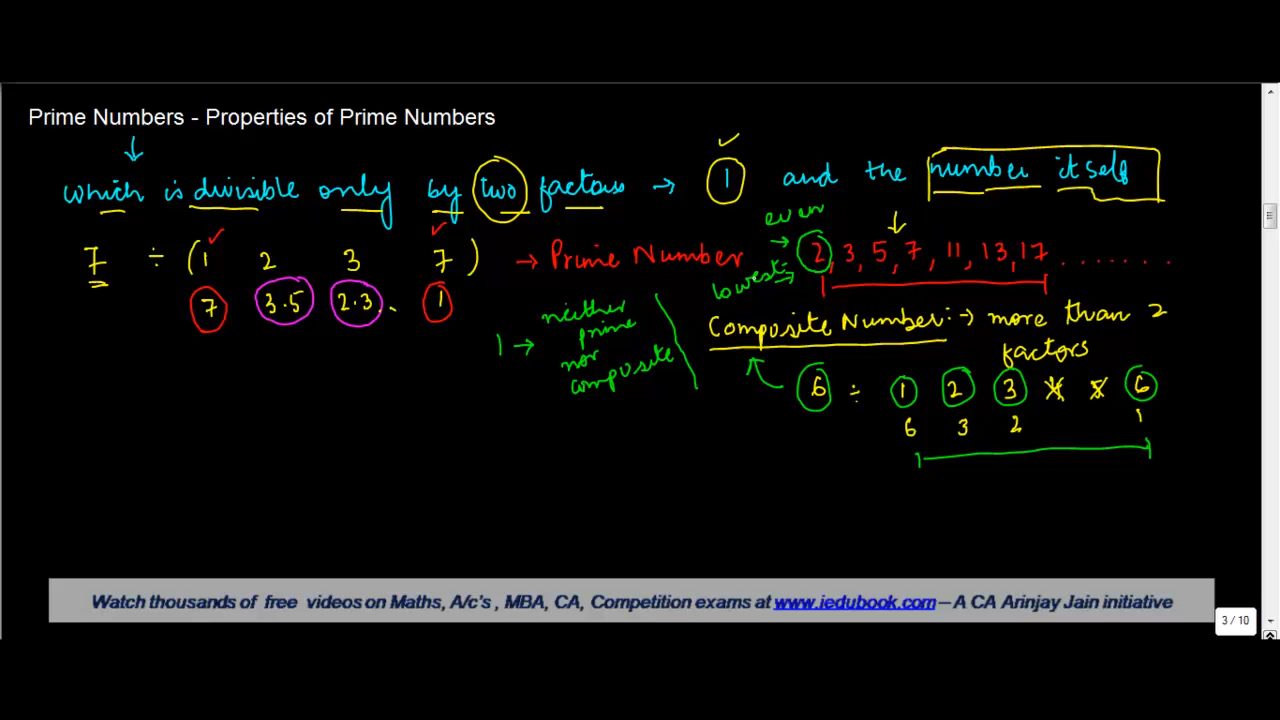 Prime Numbers - Properties of Prime Numbers
↓
which is divisible only by two factors → 1 and the number itself
7 ÷ (1 2 3 7) → Prime Number
7 3.5 2.3.. 1
even →
lowest →
2, 3, 5, 7, 11, 13, 17 . . . . . . .
1 → neither
prime
nor
composite
Composite Number :→ more than 2
factors
6 ÷ 1 2 3 4 5 6
6 3 2 1
Watch thousands of free videos on Maths, A/c's , MBA, CA, Competition exams at www.iedubook.com – A CA Arinjay Jain initiative
3 / 10